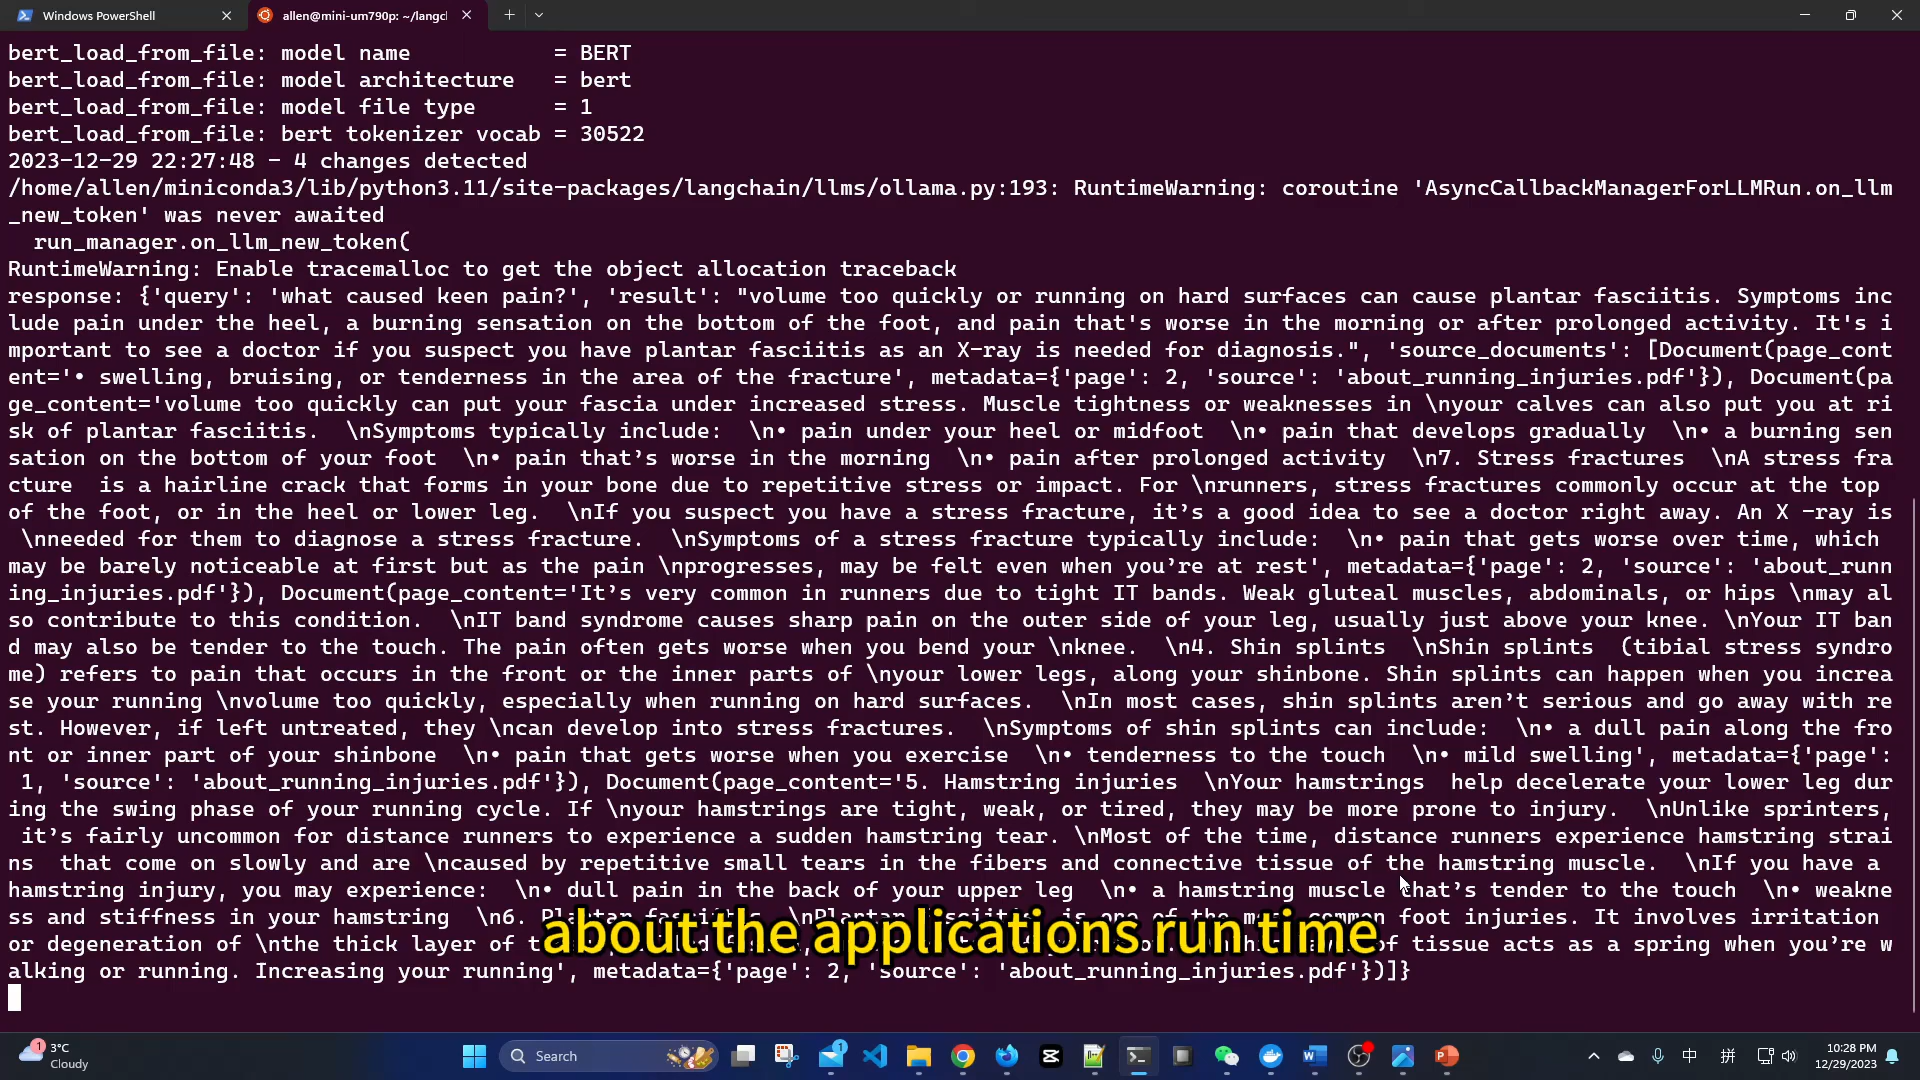 Windows PowerShell
allen@mini-um790p: ~/langcl
bert_load_from_file: model name = BERT
bert_load_from_file: model architecture = bert
bert_load_from_file: model file type = 1
bert_load_from_file: bert tokenizer vocab = 30522
2023-12-29 22:27:48 - 4 changes detected
/home/allen/miniconda3/lib/python3.11/site-packages/langchain/llms/ollama.py:193: RuntimeWarning: coroutine 'AsyncCallbackManagerForLLMRun.on_llm
_new_token' was never awaited
run_manager.on_llm_new_token(
RuntimeWarning: Enable tracemalloc to get the object allocation traceback
response: {'query': 'what caused keen pain?', 'result': "volume too quickly or running on hard surfaces can cause plantar fasciitis. Symptoms inc
lude pain under the heel, a burning sensation on the bottom of the foot, and pain that's worse in the morning or after prolonged activity. It's i
mportant to see a doctor if you suspect you have plantar fasciitis as an X-ray is needed for diagnosis.", 'source_documents': [Document(page_cont
ent='• swelling, bruising, or tenderness in the area of the fracture', metadata={'page': 2, 'source': 'about_running_injuries.pdf'}), Document(pa
ge_content='volume too quickly can put your fascia under increased stress. Muscle tightness or weaknesses in \nyour calves can also put you at ri
sk of plantar fasciitis.  \nSymptoms typically include:  \n• pain under your heel or midfoot  \n• pain that develops gradually  \n• a burning sen
sation on the bottom of your foot  \n• pain that’s worse in the morning  \n• pain after prolonged activity  \n7. Stress fractures  \nA stress fra
cture  is a hairline crack that forms in your bone due to repetitive stress or impact. For \nrunners, stress fractures commonly occur at the top
of the foot, or in the heel or lower leg.  \nIf you suspect you have a stress fracture, it’s a good idea to see a doctor right away. An X -ray is
\nneeded for them to diagnose a stress fracture.  \nSymptoms of a stress fracture typically include:  \n• pain that gets worse over time, which
may be barely noticeable at first but as the pain \nprogresses, may be felt even when you’re at rest', metadata={'page': 2, 'source': 'about_runn
ing_injuries.pdf'}), Document(page_content='It’s very common in runners due to tight IT bands. Weak gluteal muscles, abdominals, or hips \nmay al
so contribute to this condition.  \nIT band syndrome causes sharp pain on the outer side of your leg, usually just above your knee. \nYour IT ban
d may also be tender to the touch. The pain often gets worse when you bend your \nknee.  \n4. Shin splints  \nShin splints  (tibial stress syndro
me) refers to pain that occurs in the front or the inner parts of \nyour lower legs, along your shinbone. Shin splints can happen when you increa
se your running \nvolume too quickly, especially when running on hard surfaces.  \nIn most cases, shin splints aren’t serious and go away with re
st. However, if left untreated, they \ncan develop into stress fractures.  \nSymptoms of shin splints can include:  \n• a dull pain along the fro
nt or inner part of your shinbone  \n• pain that gets worse when you exercise  \n• tenderness to the touch  \n• mild swelling', metadata={'page':
1, 'source': 'about_running_injuries.pdf'}), Document(page_content='5. Hamstring injuries  \nYour hamstrings  help decelerate your lower leg dur
ing the swing phase of your running cycle. If \nyour hamstrings are tight, weak, or tired, they may be more prone to injury.  \nUnlike sprinters,
it’s fairly uncommon for distance runners to experience a sudden hamstring tear. \nMost of the time, distance runners experience hamstring strai
ns  that come on slowly and are \ncaused by repetitive small tears in the fibers and connective tissue of the hamstring muscle.  \nIf you have a
hamstring injury, you may experience:  \n• dull pain in the back of your upper leg  \n• a hamstring muscle that’s tender to the touch  \n• weakne
ss and stiffness in your hamstring  \n6. Plantar fasciitis  \nPlantar fasciitis is one of the most common foot injuries. It involves irritation
or degeneration of \nthe thick layer of tissue acts as a spring when you’re w
about the applications run time
alking or running. Increasing your running', metadata={'page': 2, 'source': 'about_running_injuries.pdf'})]}
1
3°C
Cloudy
Search
1
中
拼
10:28 PM
12/29/2023